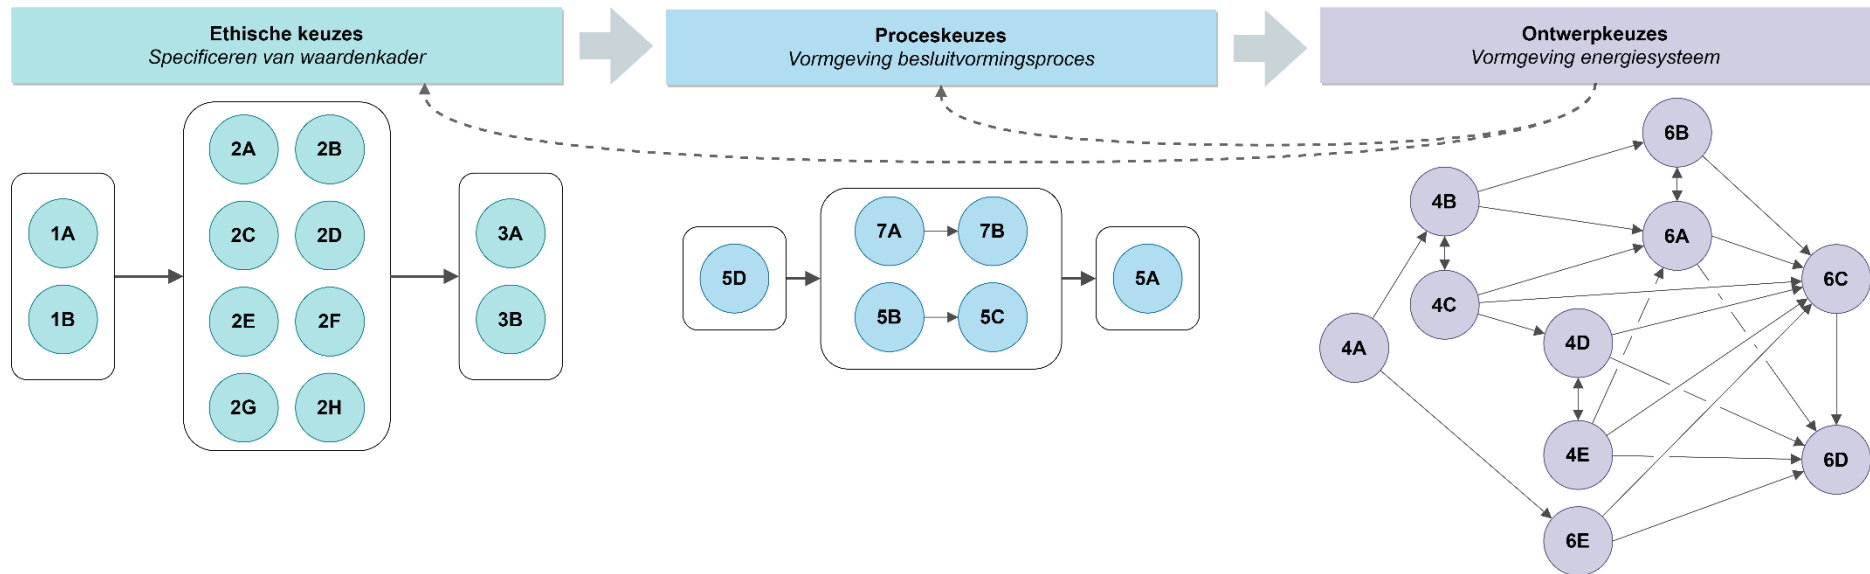 Ethische keuzes
Specificeren van waardenkader
Proceskeuzes
Vormgeving besluitvormingsproces
Ontwerpkeuzes
Vormgeving energiesysteem
1A
1B
2A 2B
2C 2D
2E 2F
2G 2H
3A
3B
5D
7A 7B
5B 5C
5A
6B
4B
6A
4C
6C
4A
4D
4E
6D
6E